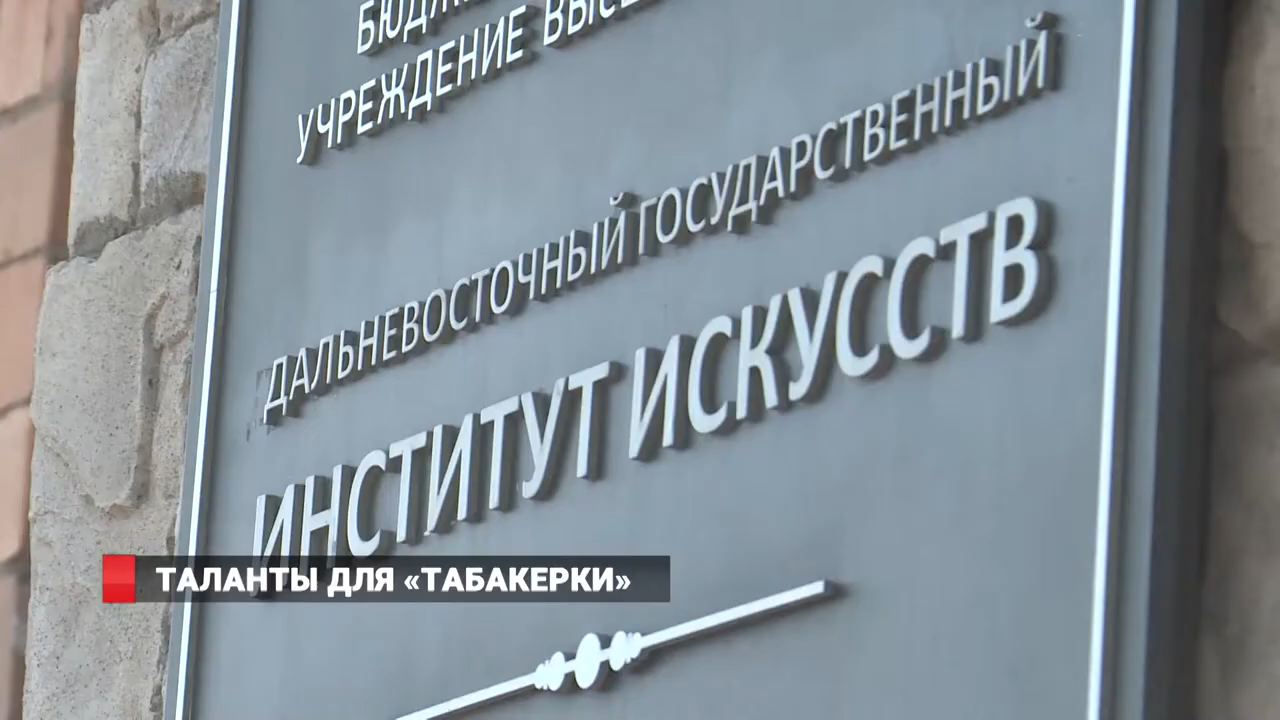 УЧРЕЖДЕНИЕ
ДАЛЬНЕВОСТОЧНЫЙ ГОСУДАРСТВЕННЫЙ
ИНСТИТУТ ИСКУССТВ
ТАЛАНТЫ ДЛЯ «ТАБАКЕРКИ»